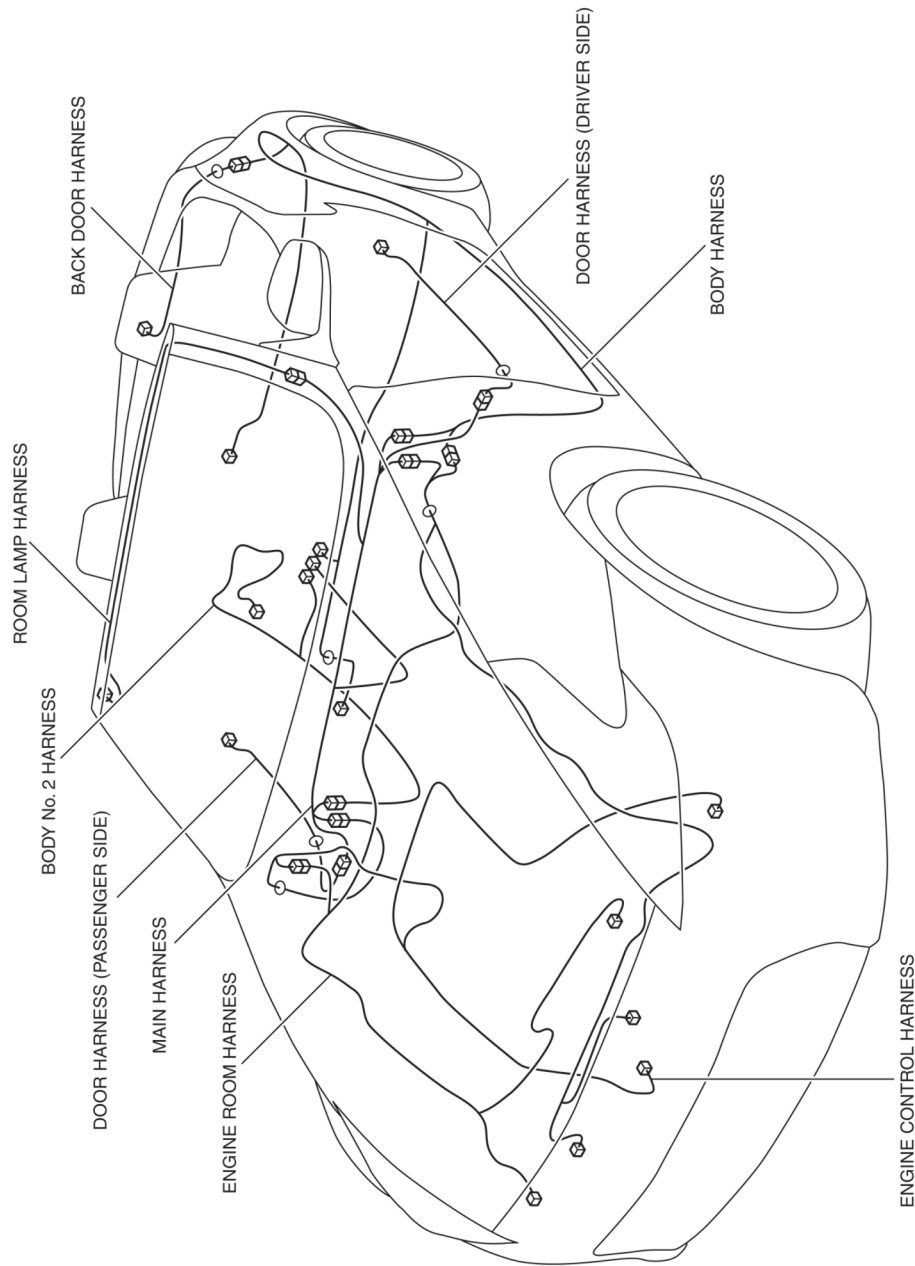 BACK DOOR HARNESS
ROOM LAMP HARNESS
BODY No. 2 HARNESS
DOOR HARNESS (PASSENGER SIDE)
MAIN HARNESS
ENGINE ROOM HARNESS
DOOR HARNESS (DRIVER SIDE)
BODY HARNESS
ENGINE CONTROL HARNESS